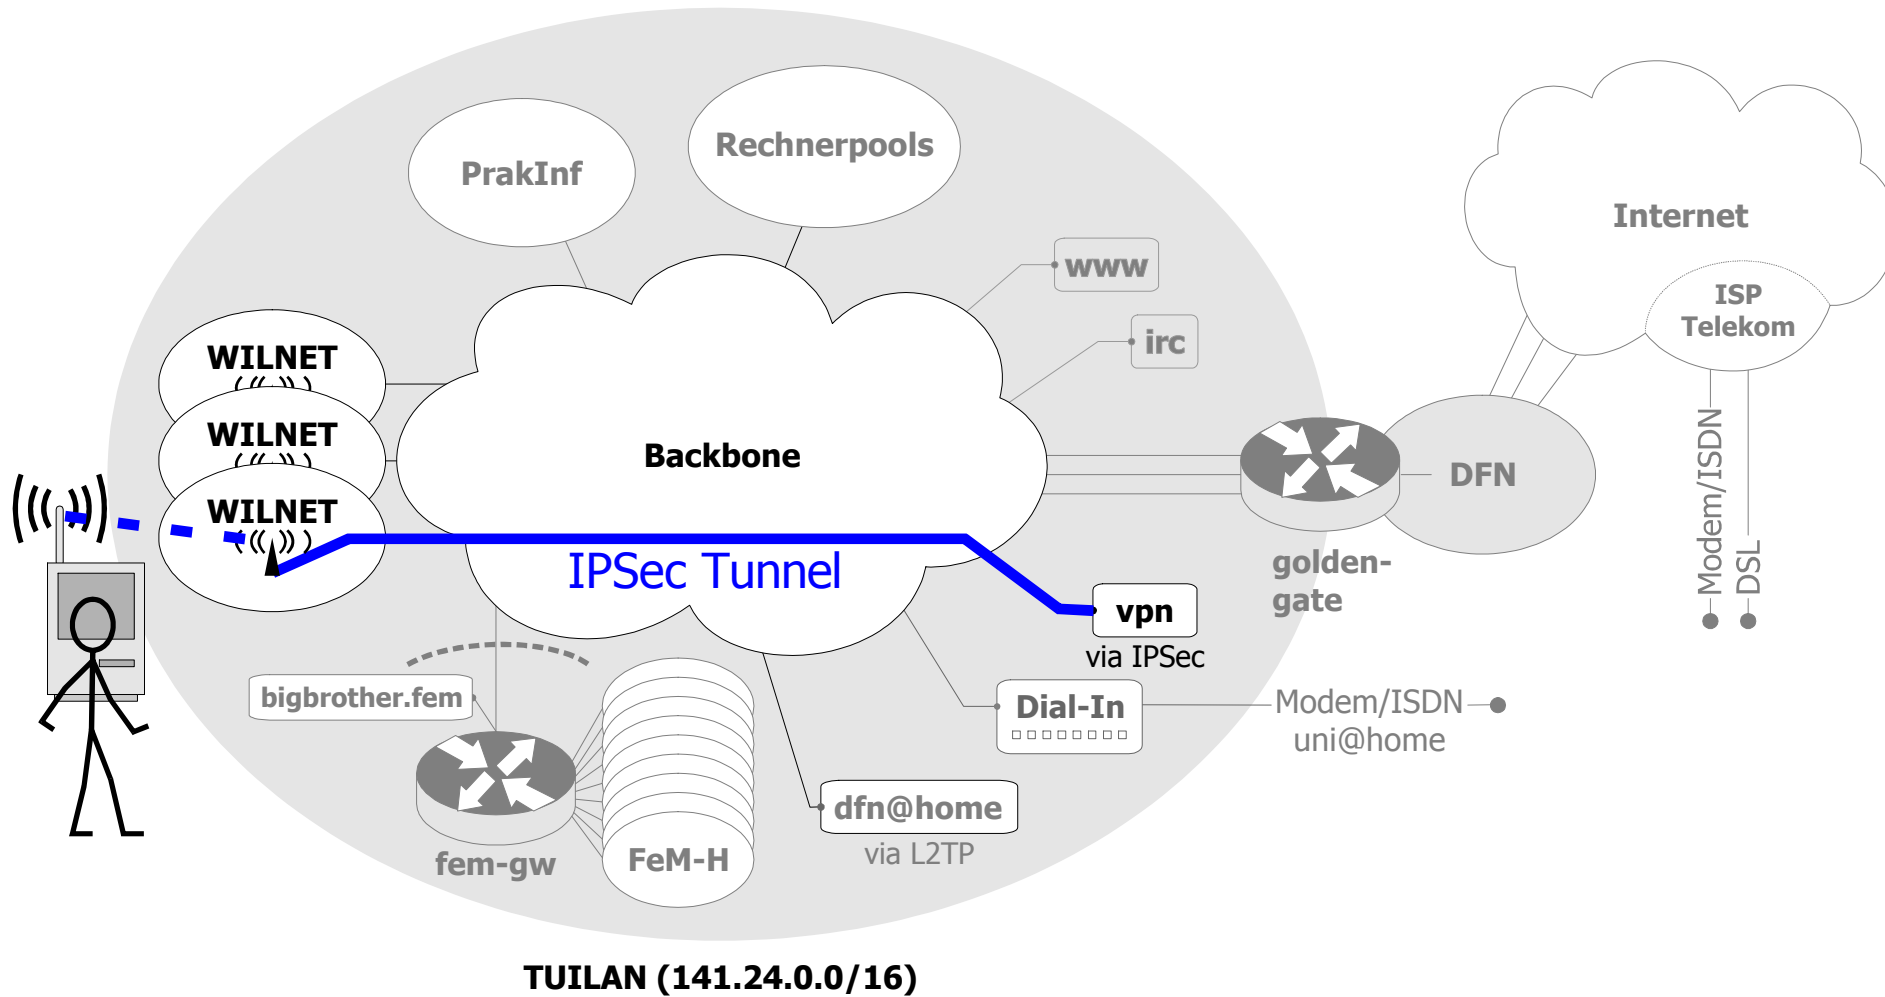 PrakInf
Rechnerpools
www
irc
Internet
ISP
Telekom
WILNET
WILNET
WILNET
Backbone
IPSec Tunnel
golden-
gate
DFN
Modem/ISDN
DSL
vpn
via IPSec
bigbrother.fem
Dial-In
Modem/ISDN
uni@home
dfn@home
via L2TP
fem-gw
FeM-H
TUILAN (141.24.0.0/16)